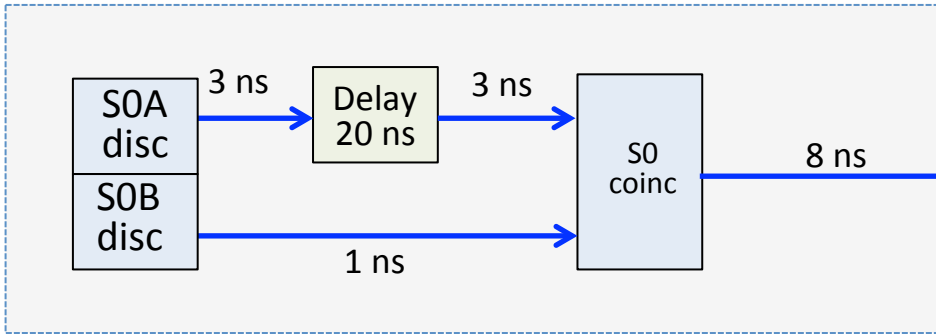 S0A
disc
3 ns
Delay
20 ns
3 ns
S0
coinc
8 ns
S0B
disc
1 ns